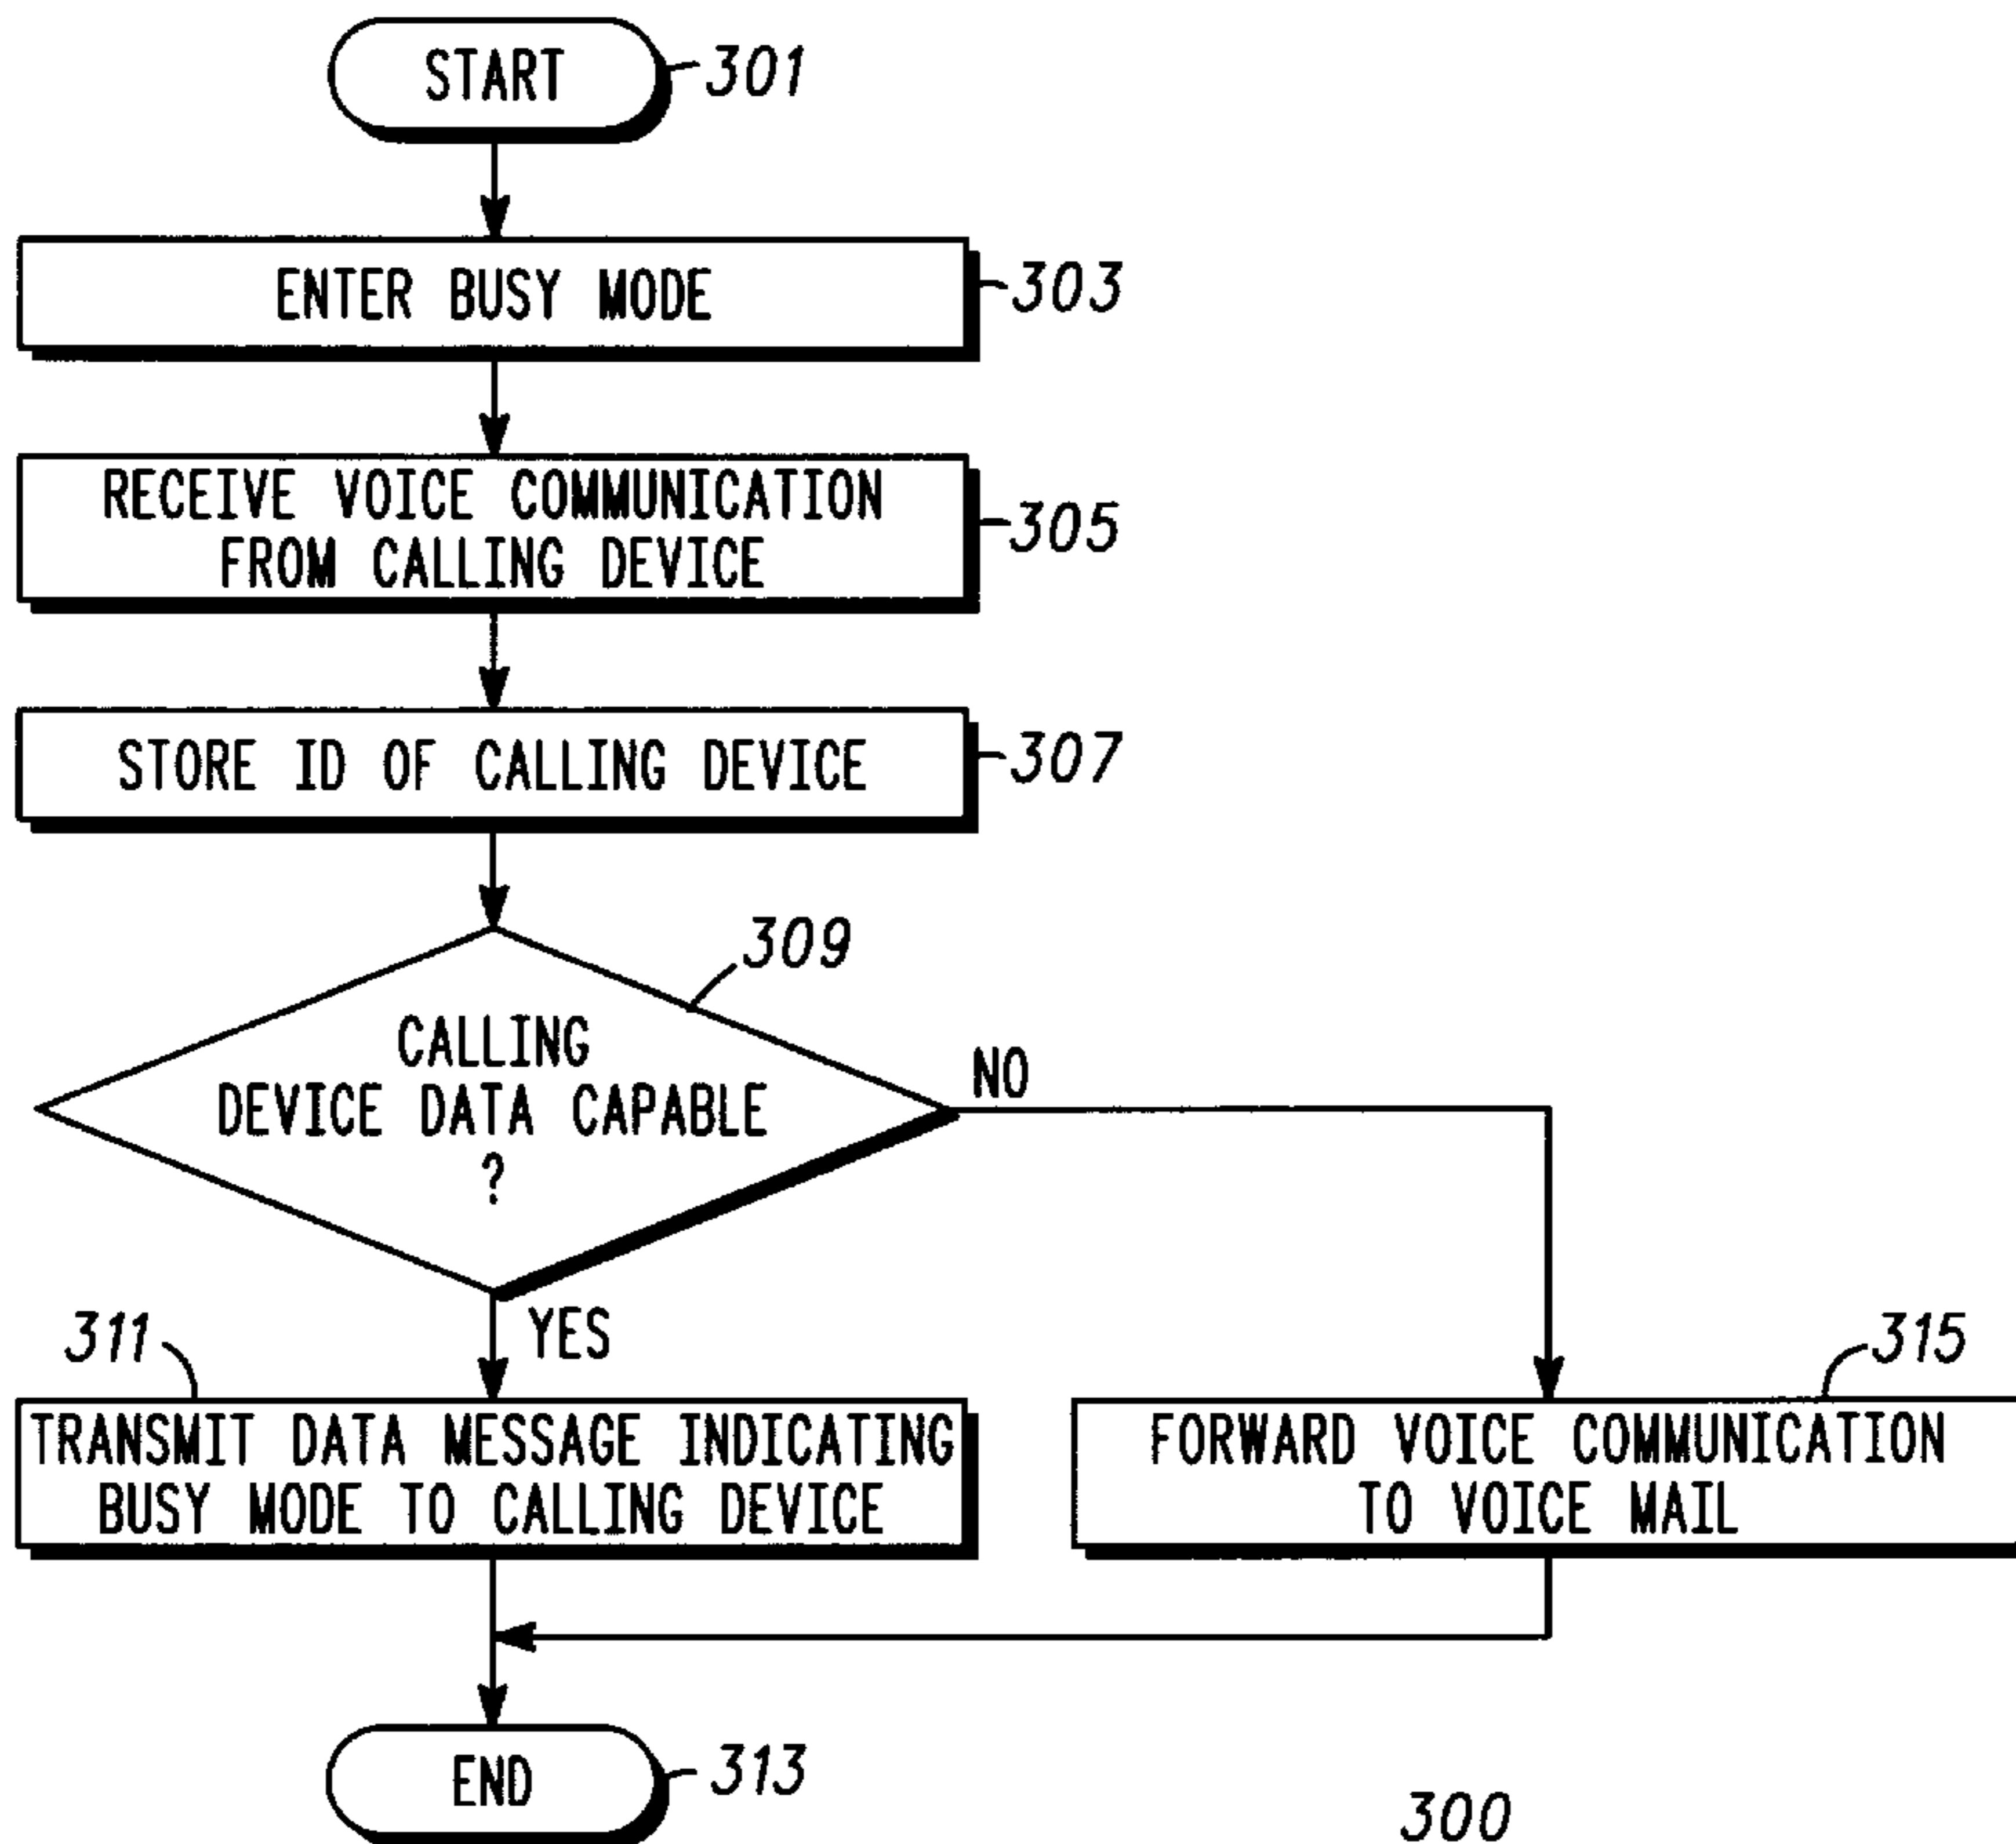 START
301
ENTER BUSY MODE
303
RECEIVE VOICE COMMUNICATION
FROM CALLING DEVICE
305
STORE ID OF CALLING DEVICE
307
309
CALLING
DEVICE DATA CAPABLE
?
NO
YES
311
TRANSMIT DATA MESSAGE INDICATING
BUSY MODE TO CALLING DEVICE
315
FORWARD VOICE COMMUNICATION
TO VOICE MAIL
END
313
300